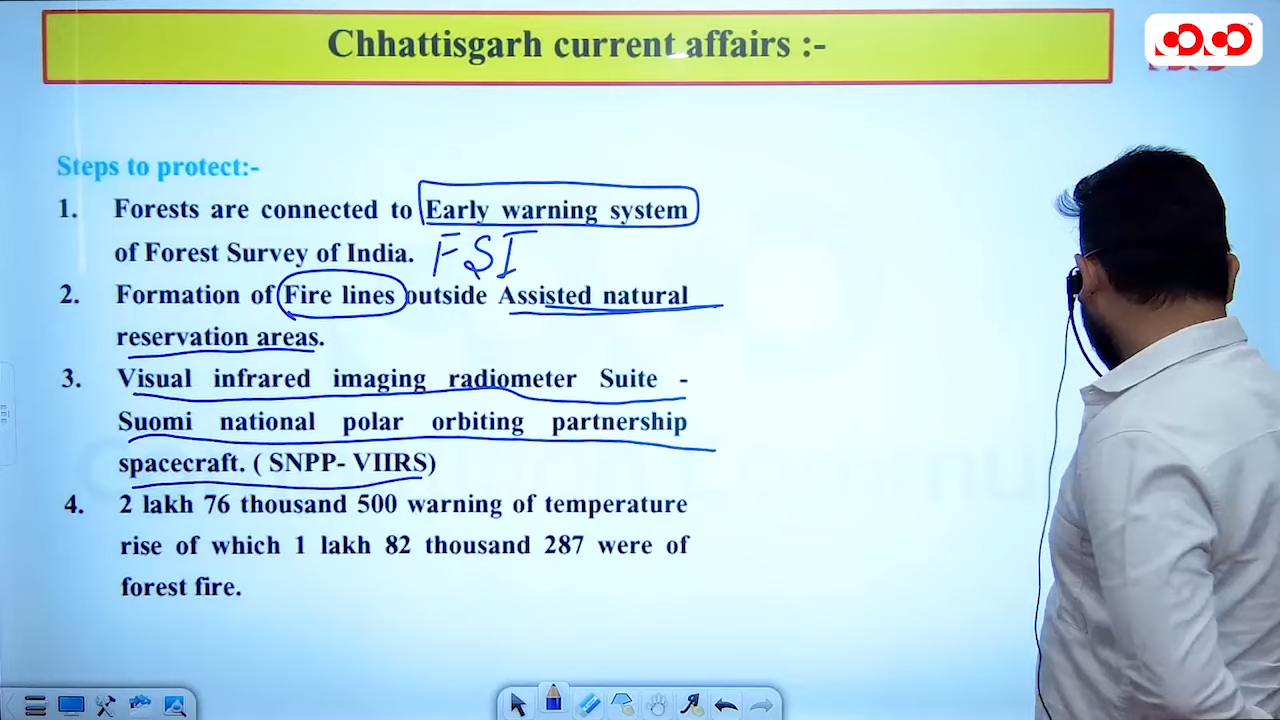 Chhattisgarh current affairs :-
Steps to protect:-
1. Forests are connected to Early warning system
of Forest Survey of India. FSI
2. Formation of Fire lines outside Assisted natural
reservation areas.
3. Visual infrared imaging radiometer Suite -
Suomi national polar orbiting partnership
spacecraft. ( SNPP- VIIRS)
4. 2 lakh 76 thousand 500 warning of temperature
rise of which 1 lakh 82 thousand 287 were of
forest fire.